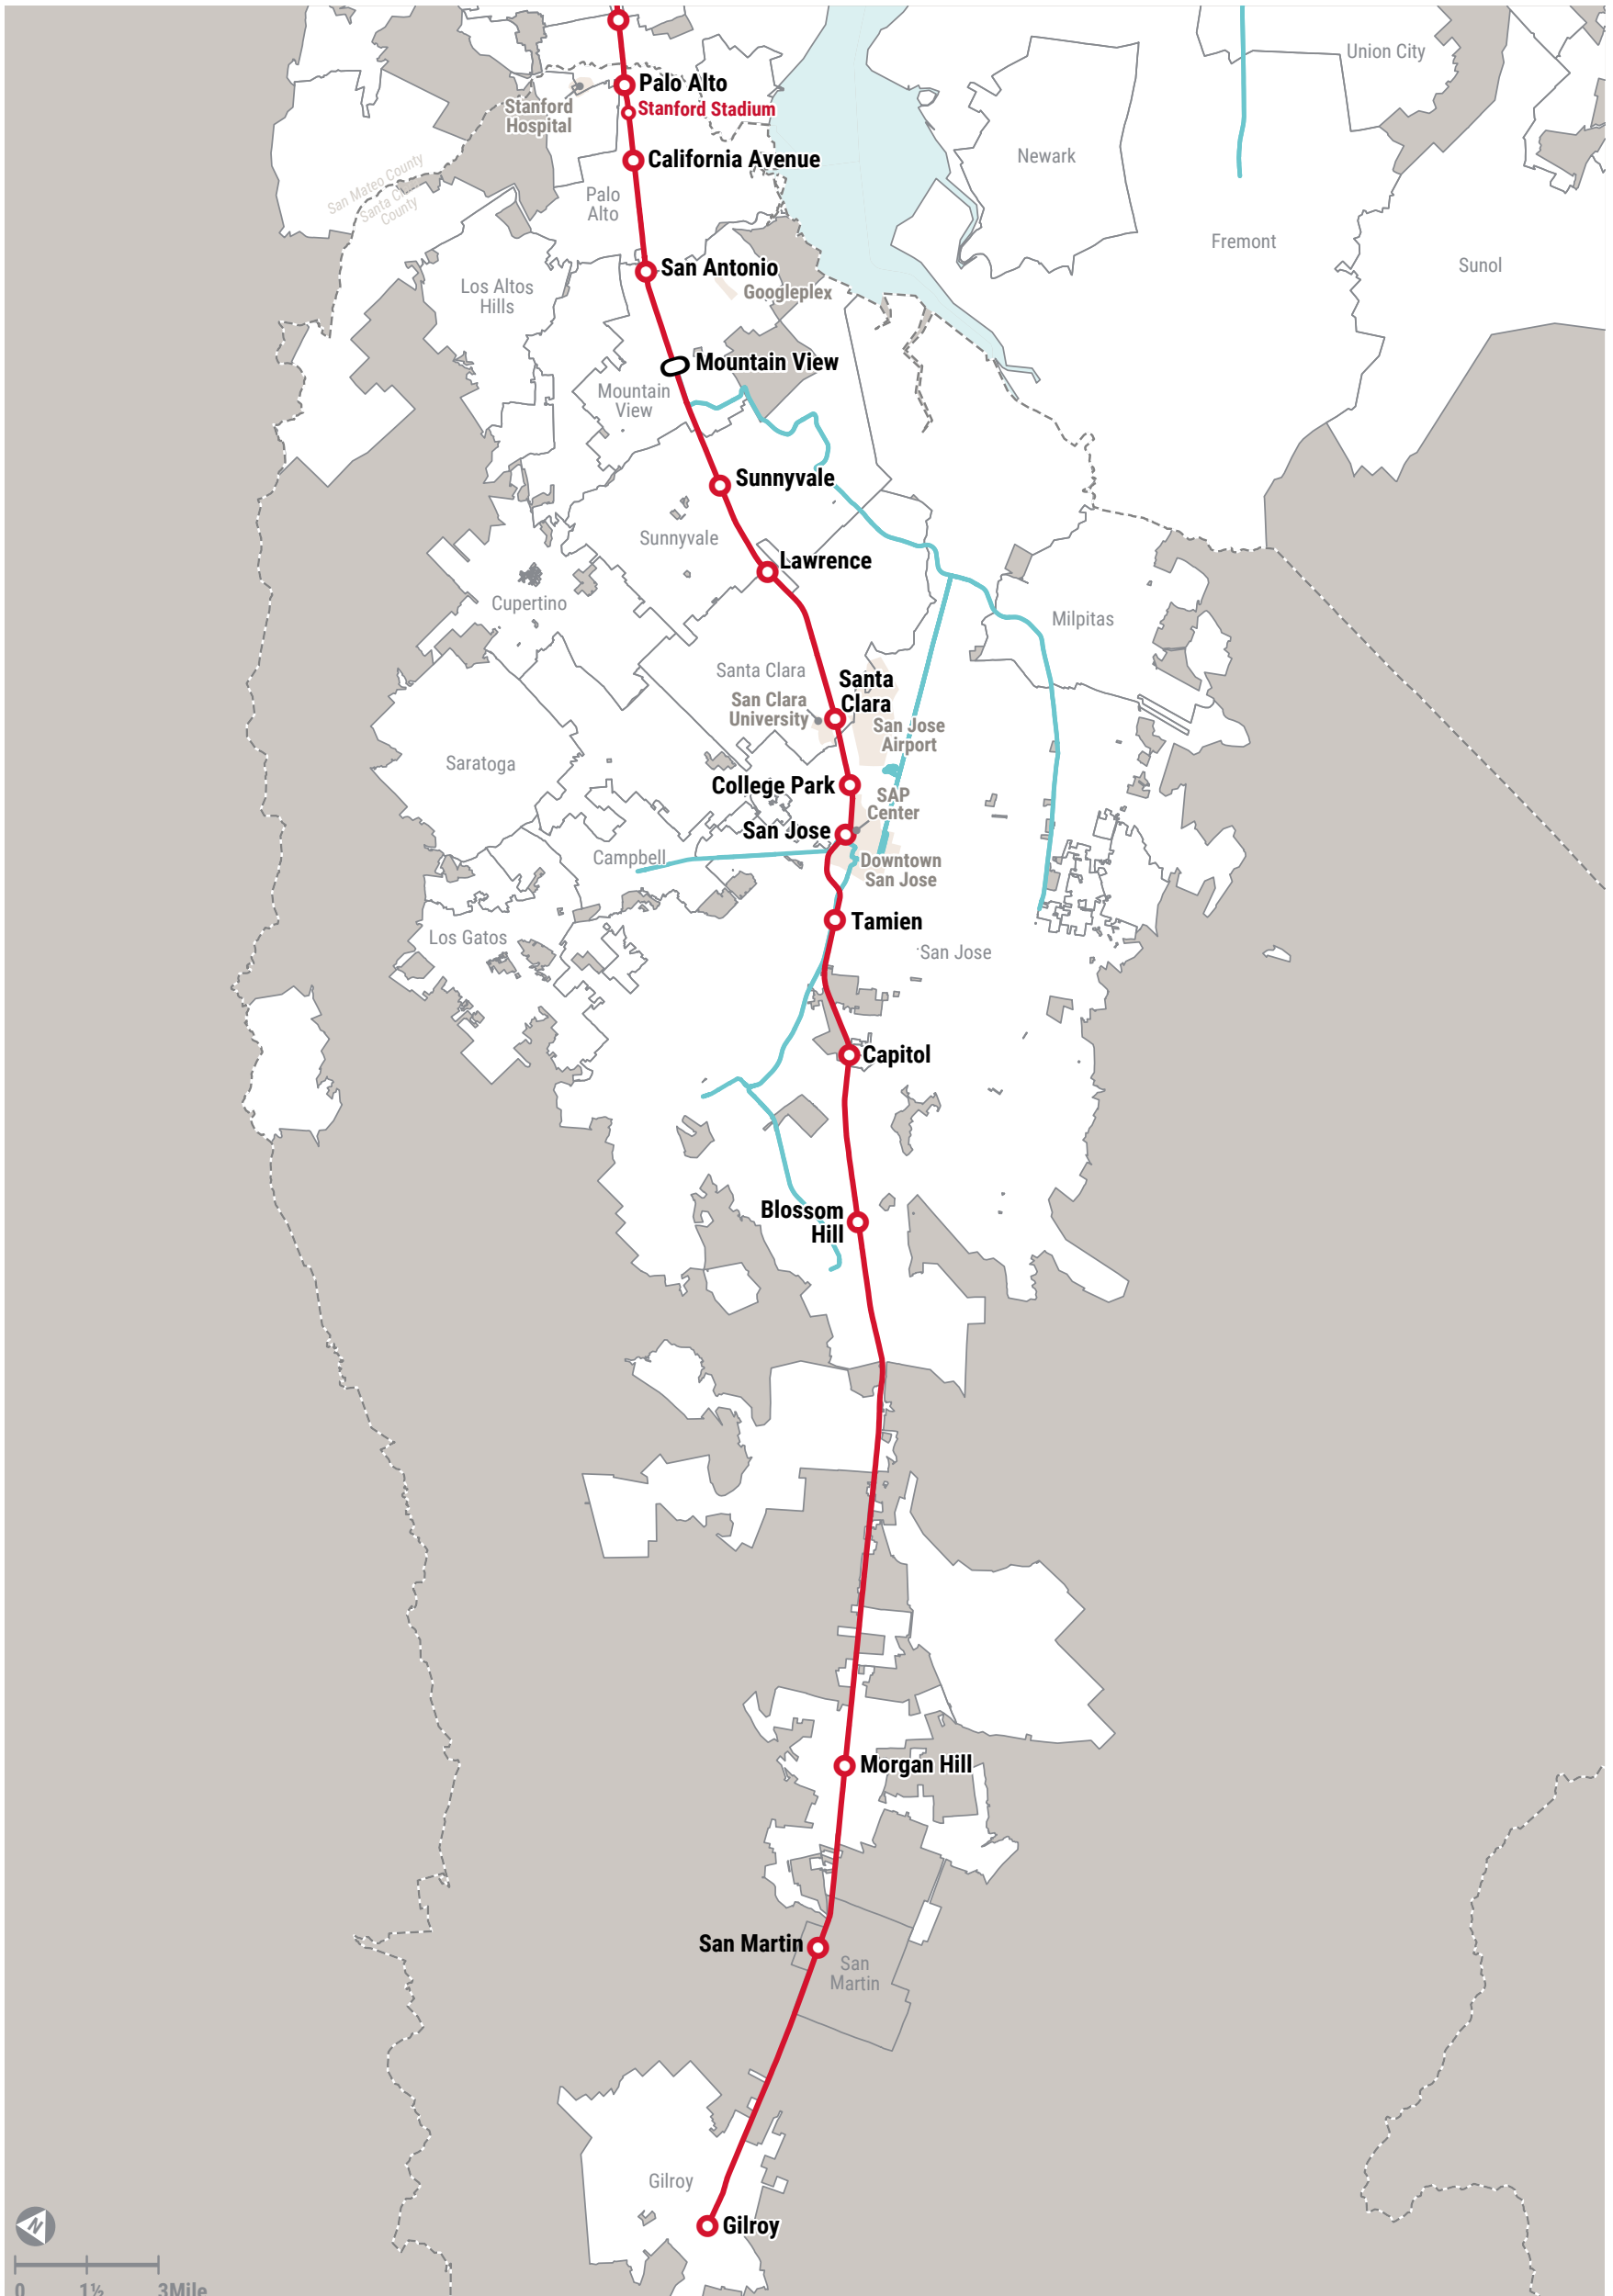 Union City
Palo Alto
Stanford Stadium
Stanford
Hospital
California Avenue
Newark
San Mateo County
Santa Clara
County
Palo
Alto
Fremont
Sunol
San Antonio
Los Altos
Hills
Googleplex
Mountain View
Mountain
View
Sunnyvale
Sunnyvale
Lawrence
Cupertino
Milpitas
Santa Clara
Santa
Clara
San Clara
University
San Jose
Airport
Saratoga
College Park
SAP
Center
San Jose
Campbell
Downtown
San Jose
Tamien
Los Gatos
San Jose
Capitol
Blossom
Hill
Morgan Hill
San Martin
San
Martin
Gilroy
Gilroy
N
0 1½ 3Mile